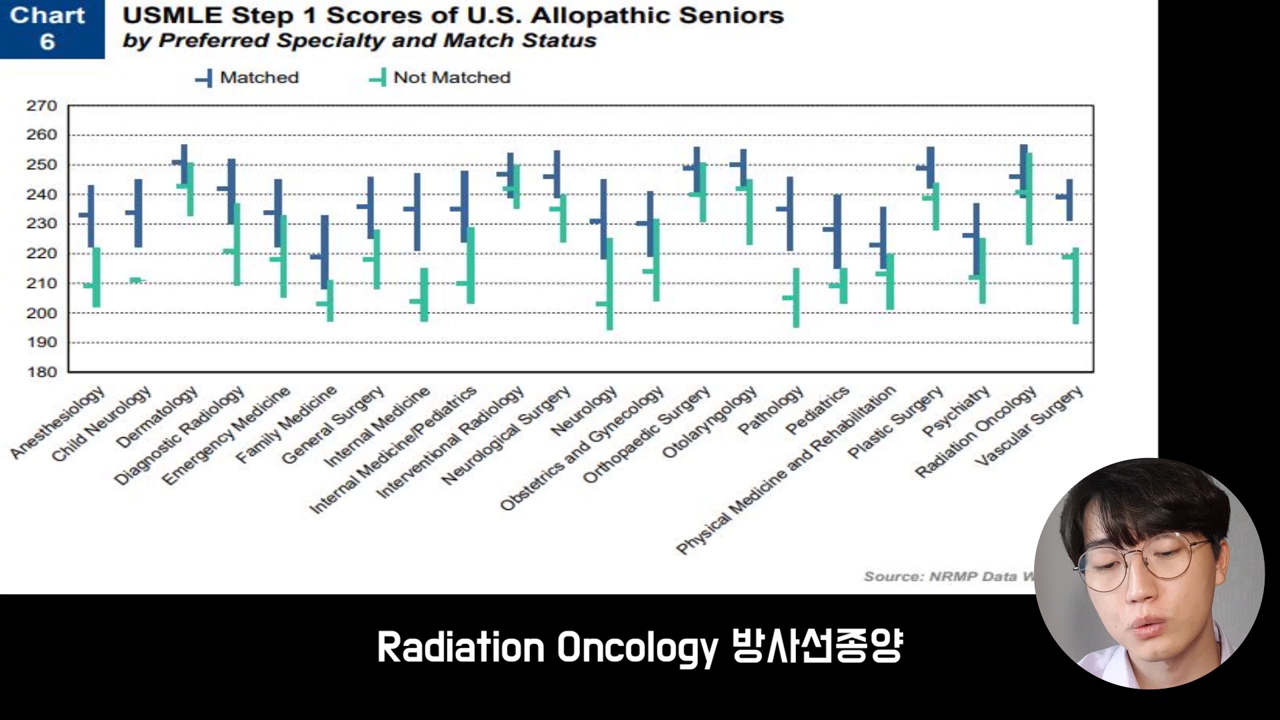 Chart
6
USMLE Step 1 Scores of U.S. Allopathic Seniors
by Preferred Specialty and Match Status
Matched
Not Matched
270
260
250
240
230
220
210
200
190
180
Anesthesiology
Child Neurology
Dermatology
Diagnostic Radiology
Emergency Medicine
Family Medicine
General Surgery
Internal Medicine
Internal Medicine/Pediatrics
Interventional Radiology
Neurological Surgery
Neurology
Obstetrics and Gynecology
Orthopaedic Surgery
Otolaryngology
Pathology
Pediatrics
Physical Medicine and Rehabilitation
Plastic Surgery
Psychiatry
Radiation Oncology
Vascular Surgery
Source: NRMP Data
Radiation Oncology 방사선종양